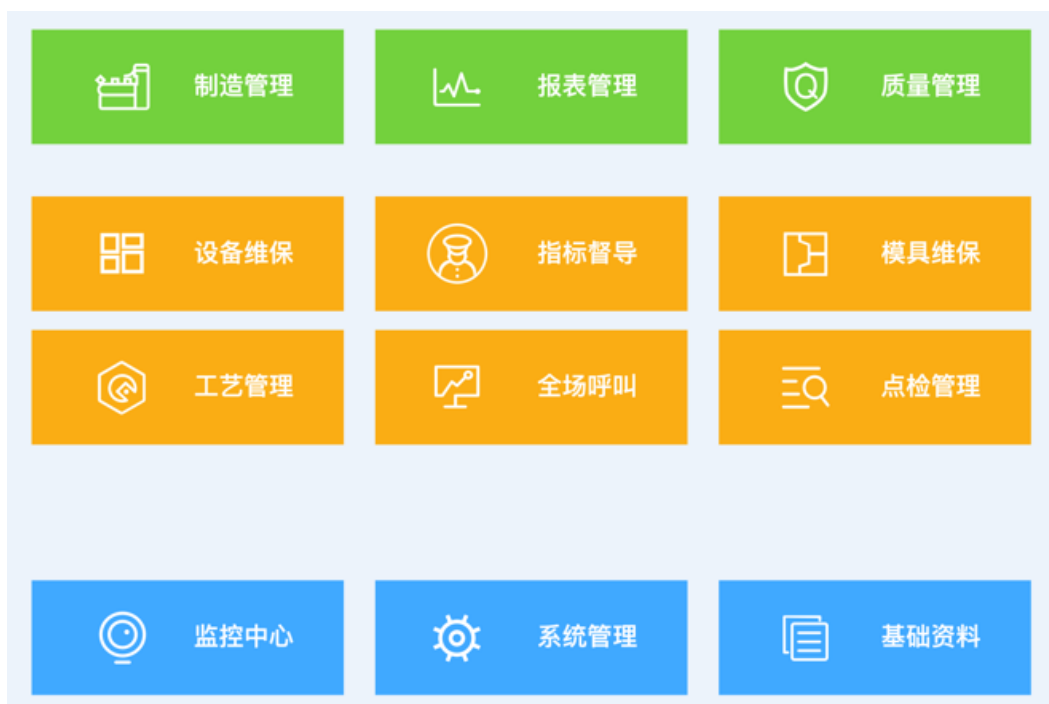 制造管理
报表管理
质量管理
设备维保
指标督导
模具维保
工艺管理
全场呼叫
点检管理
监控中心
系统管理
基础资料